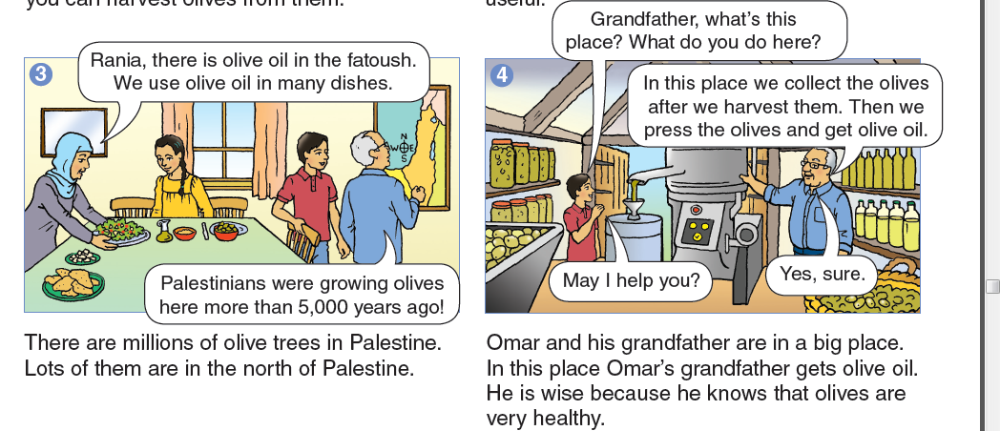 you can harvest olives from them.
useful.
3
Rania, there is olive oil in the fatoush.
We use olive oil in many dishes.
N
W E
S
Palestinians were growing olives
here more than 5,000 years ago!
There are millions of olive trees in Palestine.
Lots of them are in the north of Palestine.
4
Grandfather, what's this
place? What do you do here?
In this place we collect the olives
after we harvest them. Then we
press the olives and get olive oil.
May I help you?
Yes, sure.
Omar and his grandfather are in a big place.
In this place Omar's grandfather gets olive oil.
He is wise because he knows that olives are
very healthy.